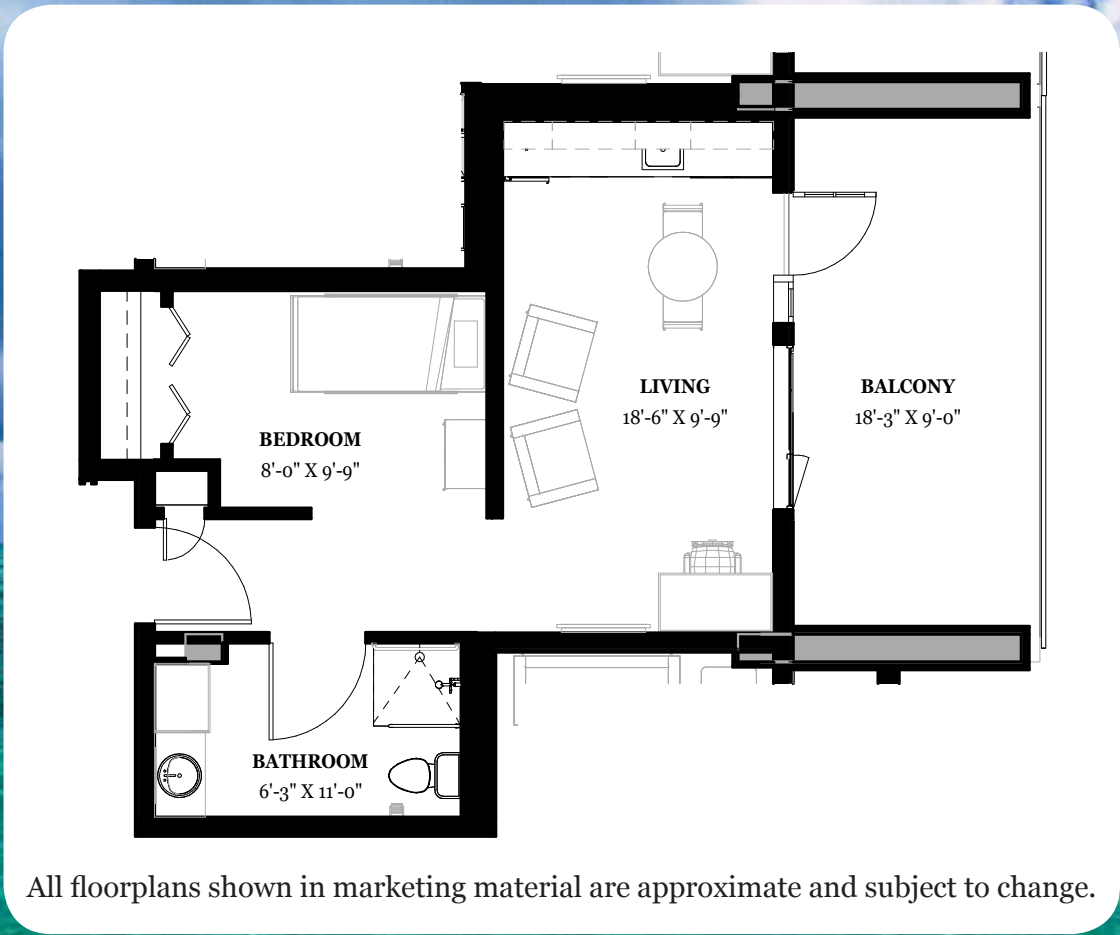 LIVING
18'-6" X 9'-9"
BALCONY
18'-3" X 9'-0"
BEDROOM
8'-0" X 9'-9"
BATHROOM
6'-3" X 11'-0"
All floorplans shown in marketing material are approximate and subject to change.